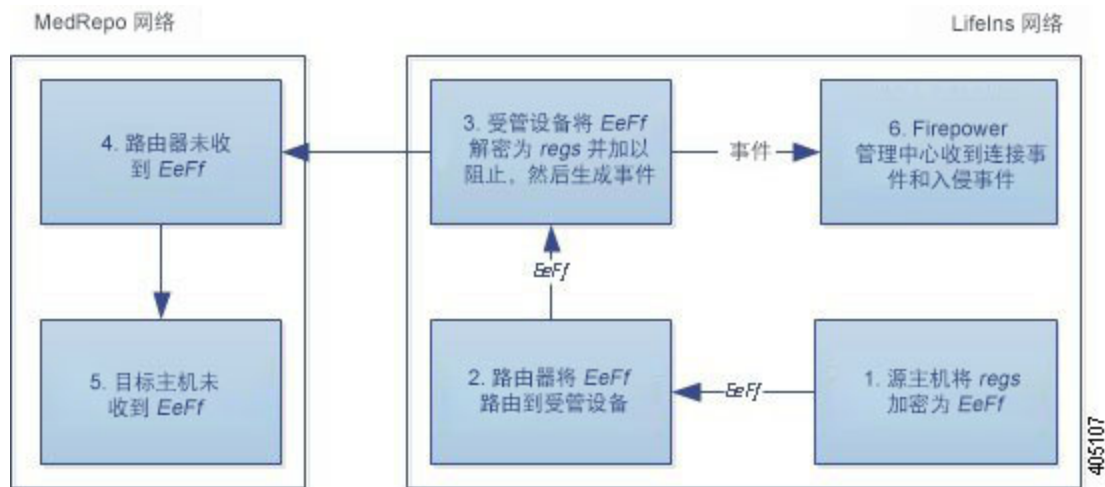 MedRepo 网络
LifeIns 网络
4. 路由器未收
到 EeFf
3. 受管设备将 EeFf
解密为 regs 并加以
阻止，然后生成事件
事件
6. Firepower
管理中心收到连接事
件和入侵事件
EeFf
5. 目标主机未
收到 EeFf
2. 路由器将 EeFf
路由到受管设备
EeFf
1. 源主机将 regs
加密为 EeFf
405107